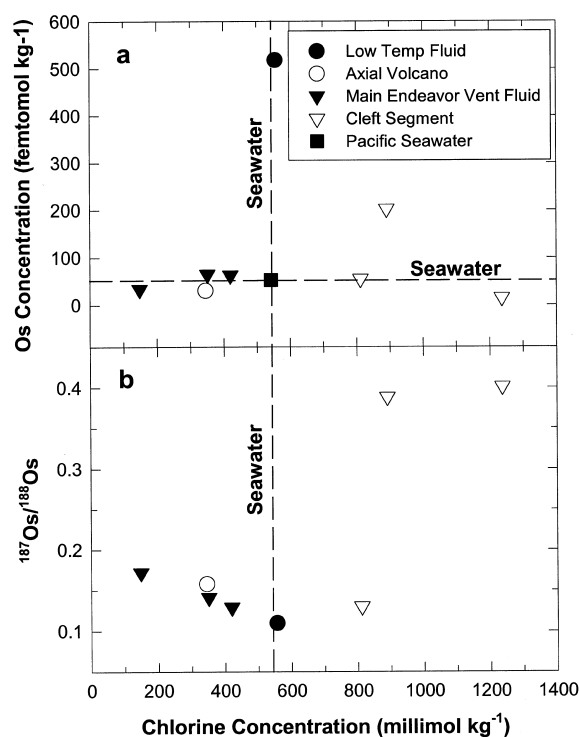 600
500
400
300
200
100
50
0
Os Concentration (femtomol kg-1)
a
Low Temp Fluid
Axial Volcano
Main Endeavor Vent Fluid
Cleft Segment
Pacific Seawater
Seawater
Seawater
b
0.4
0.3
0.2
0.1
187Os/188Os
Seawater
0 200 400 600 800 1000 1200 1400
Chlorine Concentration (millimol kg-1)